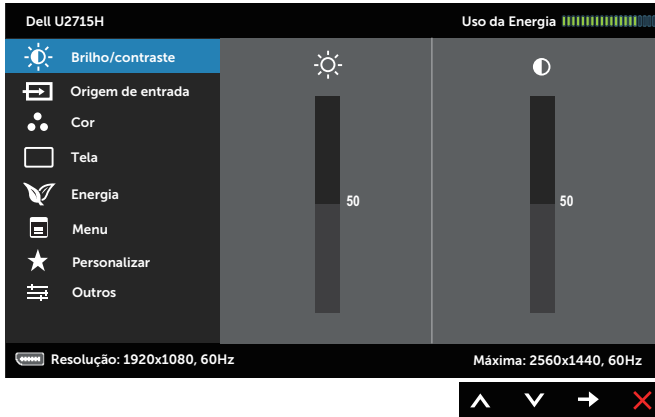 Dell U2715H
Uso da Energia
Brilho/contraste
Origem de entrada
Cor
Tela
Energia
Menu
Personalizar
Outros
50
50
Resolução: 1920x1080, 60Hz
Máxima: 2560x1440, 60Hz